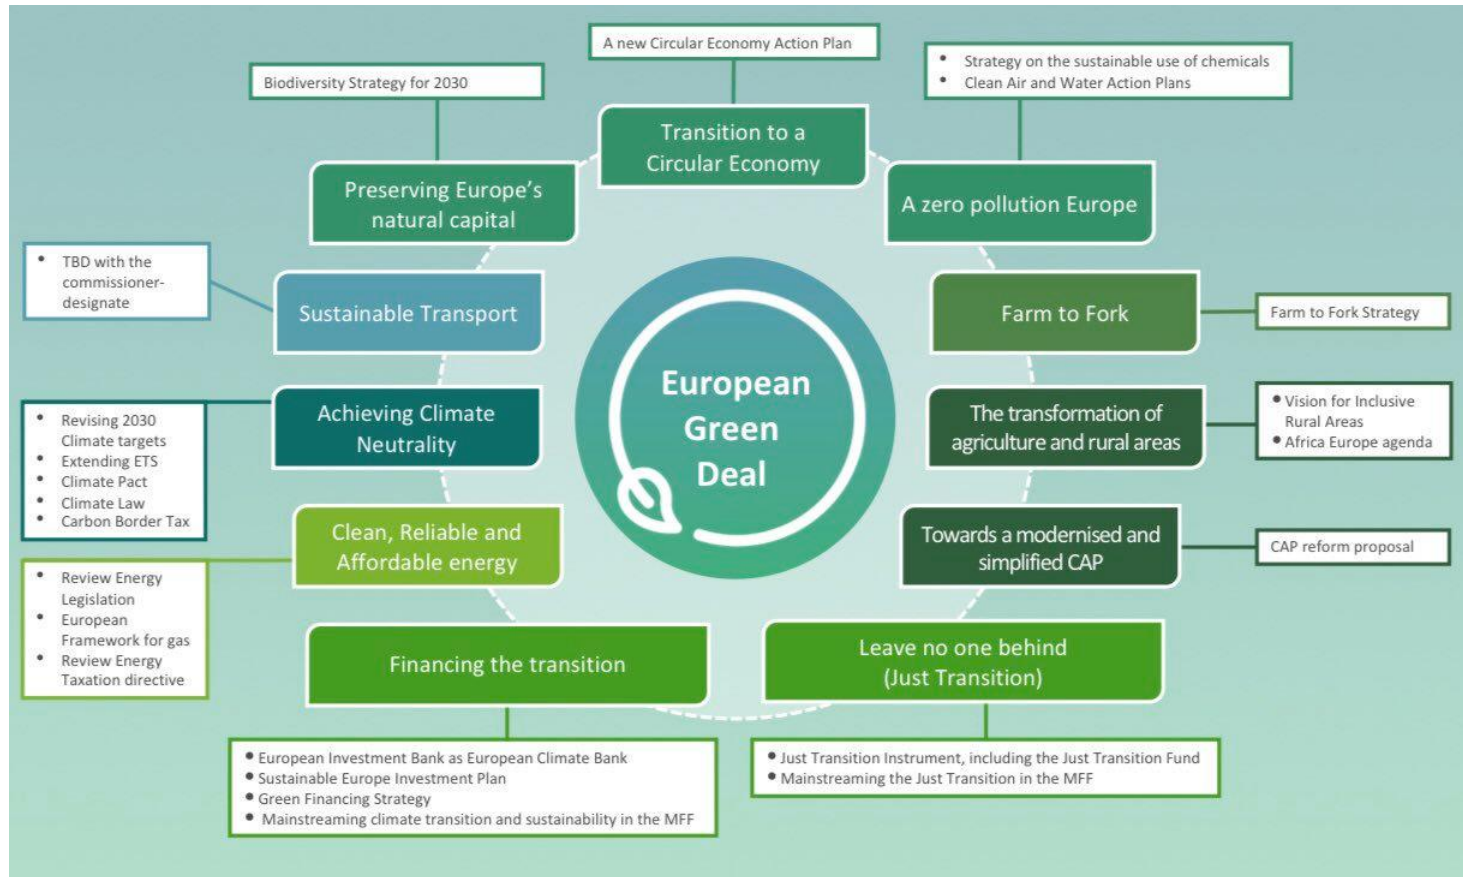 A new Circular Economy Action Plan
• Strategy on the sustainable use of chemicals
• Clean Air and Water Action Plans
Biodiversity Strategy for 2030
Transition to a
Circular Economy
Preserving Europe's
natural capital
A zero pollution Europe
• TBD with the
commissioner-
designate
Sustainable Transport
Farm to Fork
Farm to Fork Strategy
European
Green
Deal
• Revising 2030
Climate targets
• Extending ETS
• Climate Pact
• Climate Law
• Carbon Border Tax
Achieving Climate
Neutrality
The transformation of
agriculture and rural areas
• Vision for Inclusive
Rural Areas
• Africa Europe agenda
Clean, Reliable and
Affordable energy
Towards a modernised and
simplified CAP
CAP reform proposal
• Review Energy
Legislation
• European
Framework for gas
• Review Energy
Taxation directive
Financing the transition
Leave no one behind
(Just Transition)
• European Investment Bank as European Climate Bank
• Sustainable Europe Investment Plan
• Green Financing Strategy
• Mainstreaming climate transition and sustainability in the MFF
• Just Transition Instrument, including the Just Transition Fund
• Mainstreaming the Just Transition in the MFF